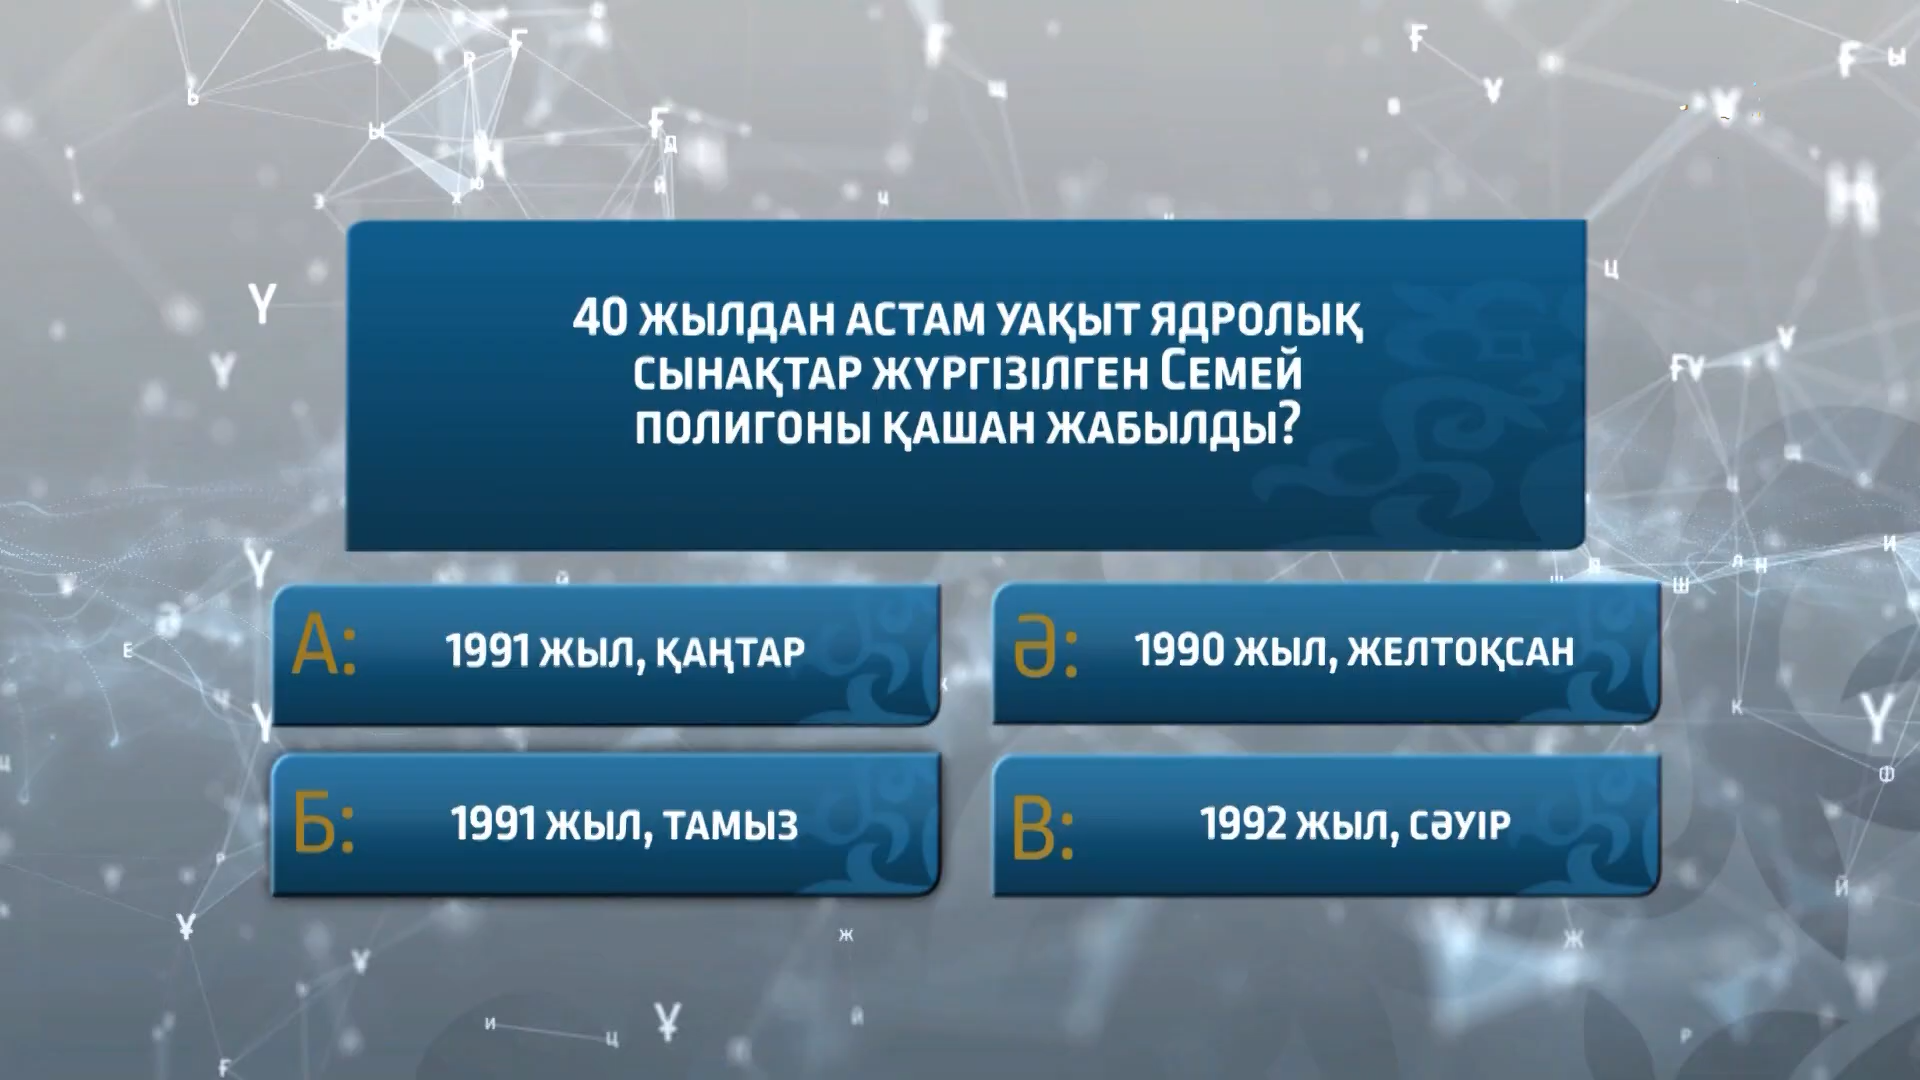 40 ЖЫЛДАН АСТАМ УАҚЫТ ЯДРОЛЫҚ
СЫНАҚТАР ЖҮРГІЗІЛГЕН СЕМЕЙ
ПОЛИГОНЫ ҚАШАН ЖАБЫЛДЫ?
А: 1991 ЖЫЛ, ҚАҢТАР
Ә: 1990 ЖЫЛ, ЖЕЛТОҚСАН
Б: 1991 ЖЫЛ, ТАМЫЗ
В: 1992 ЖЫЛ, СӘУІР